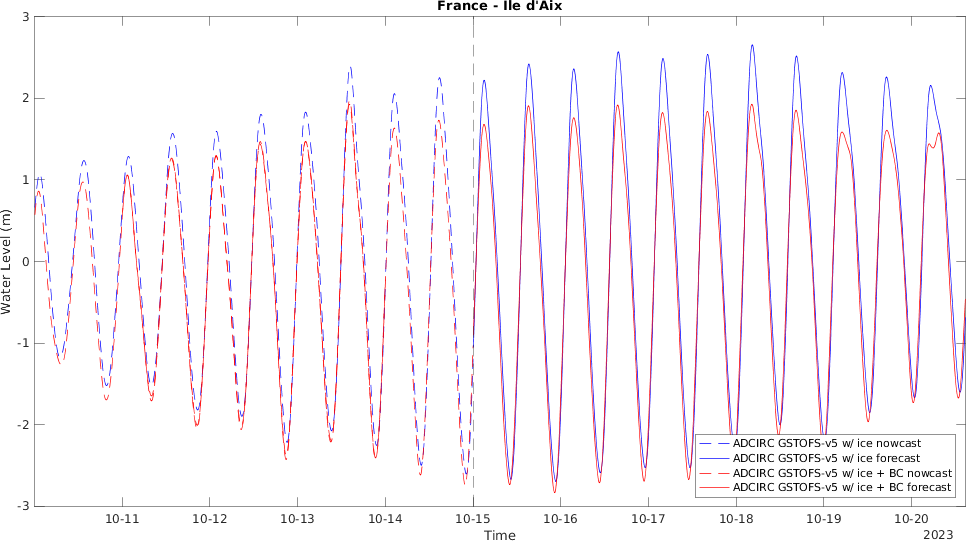 France - Ile d'Aix
3
2
1
0
-1
-2
-3
Water Level (m)
ADCIRC GSTOFS-v5 w/ ice nowcast
ADCIRC GSTOFS-v5 w/ ice forecast
ADCIRC GSTOFS-v5 w/ ice + BC nowcast
ADCIRC GSTOFS-v5 w/ ice + BC forecast
10-11 10-12 10-13 10-14 10-15 10-16 10-17 10-18 10-19 10-20
Time
2023